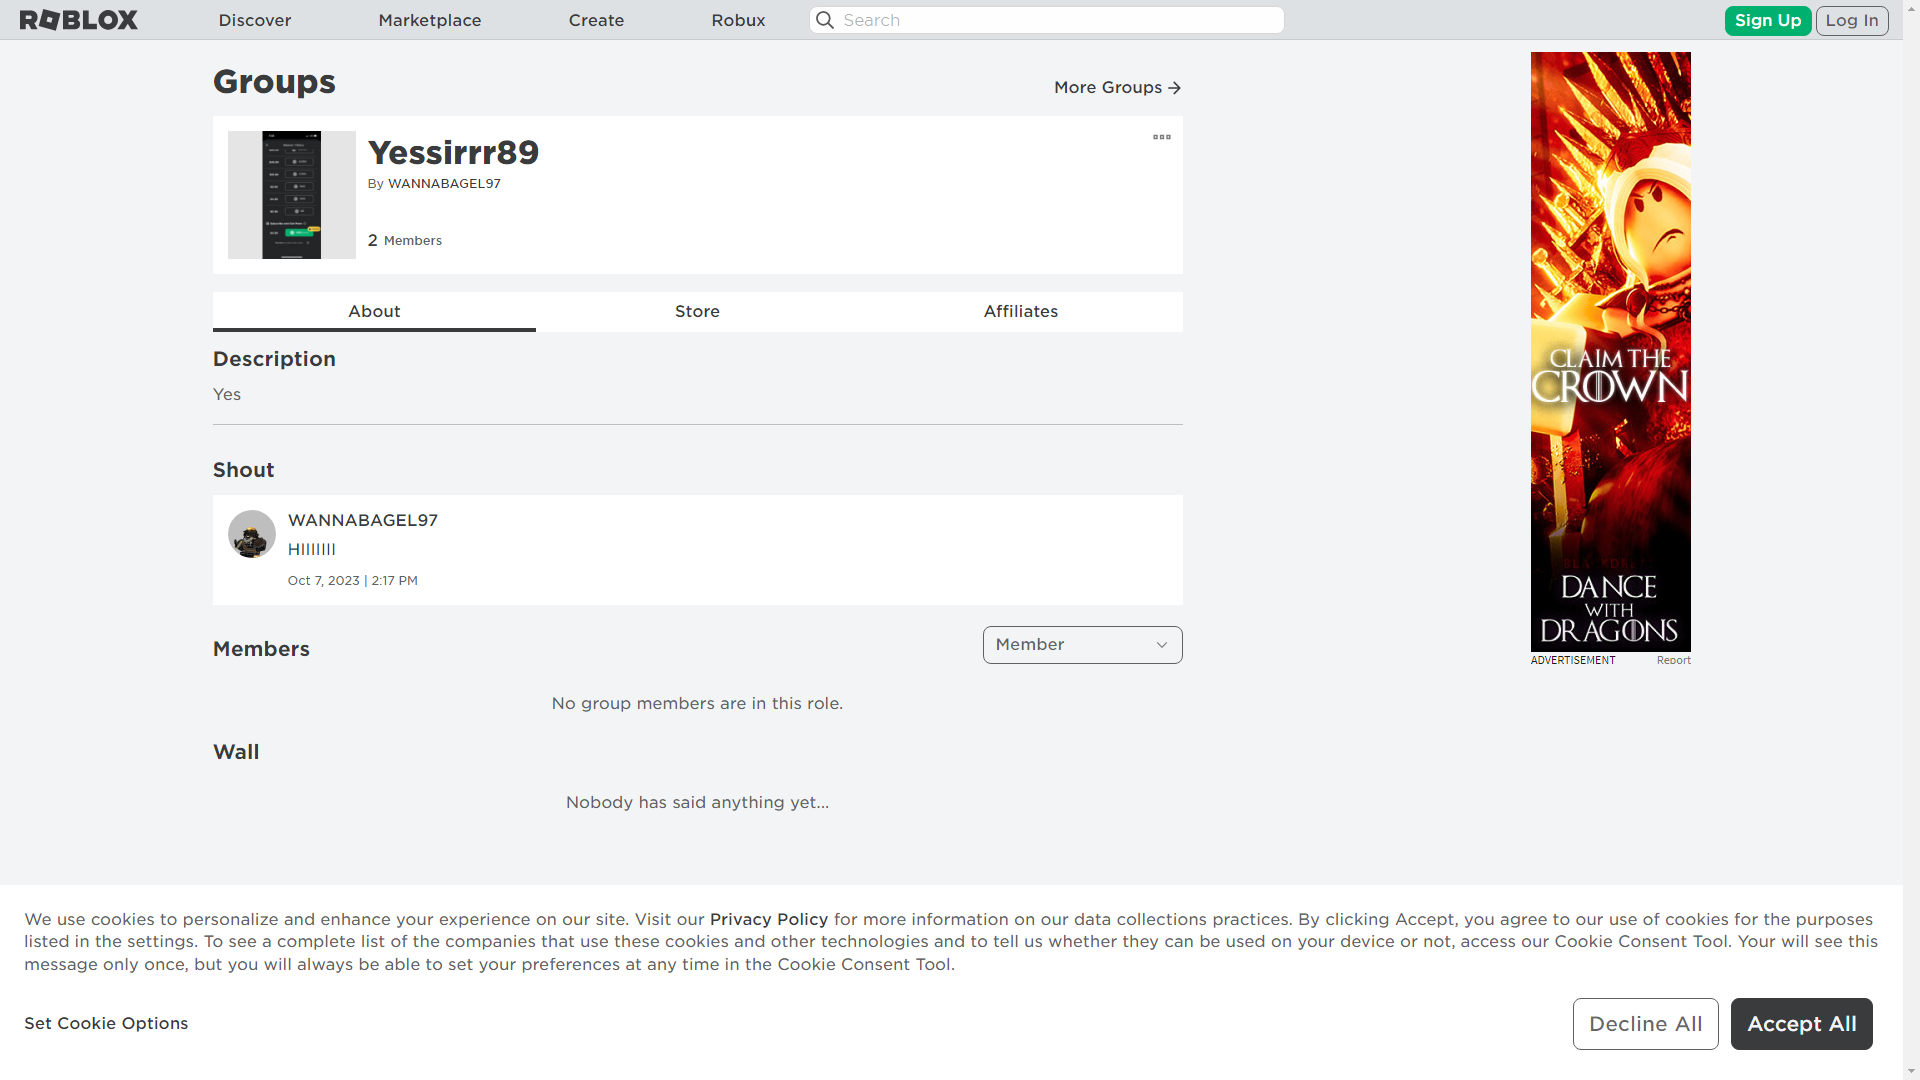 ROBLOX
Discover
Marketplace
Create
Robux
Search
Sign Up
Log In
Groups
More Groups
Yessirrr89
By WANNABAGEL97
2 Members
About
Store
Affiliates
Description
Yes
Shout
WANNABAGEL97
HIIIIIII
Oct 7, 2023 | 2:17 PM
Members
Member
No group members are in this role.
Wall
Nobody has said anything yet...
CLAIM THE
CROWN
DANCE
WITH
DRAGONS
ADVERTISEMENT
Report
We use cookies to personalize and enhance your experience on our site. Visit our Privacy Policy for more information on our data collections practices. By clicking Accept, you agree to our use of cookies for the purposes
listed in the settings. To see a complete list of the companies that use these cookies and other technologies and to tell us whether they can be used on your device or not, access our Cookie Consent Tool. Your will see this
message only once, but you will always be able to set your preferences at any time in the Cookie Consent Tool.
Set Cookie Options
Decline All
Accept All